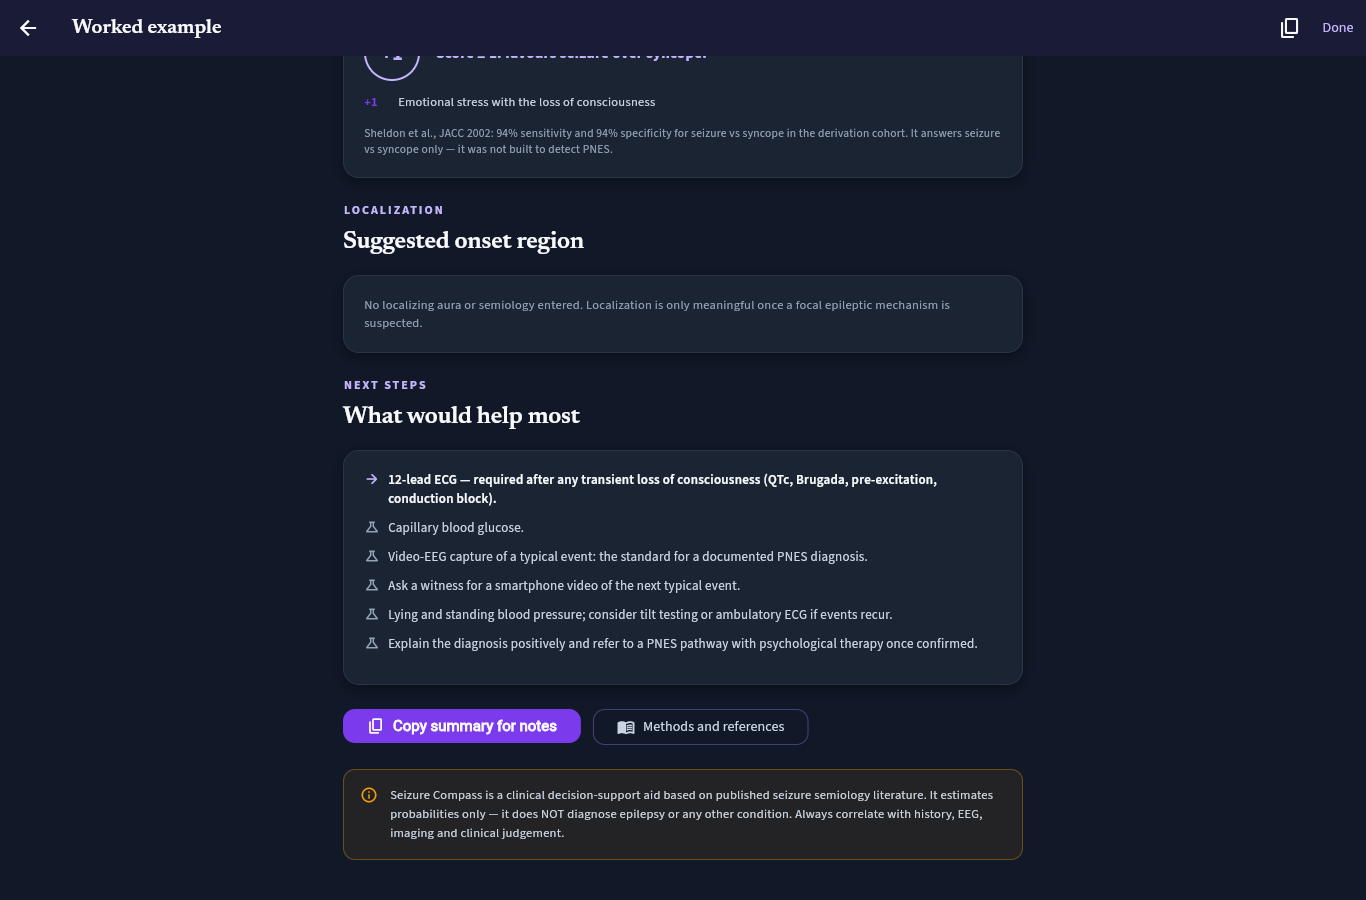 Worked example
Done
+1
Emotional stress with the loss of consciousness
Sheldon et al., JACC 2002: 94% sensitivity and 94% specificity for seizure vs syncope in the derivation cohort. It answers seizure
vs syncope only — it was not built to detect PNES.
LOCALIZATION
Suggested onset region
No localizing aura or semiology entered. Localization is only meaningful once a focal epileptic mechanism is
suspected.
NEXT STEPS
What would help most
12-lead ECG — required after any transient loss of consciousness (QTc, Brugada, pre-excitation,
conduction block).
Capillary blood glucose.
Video-EEG capture of a typical event: the standard for a documented PNES diagnosis.
Ask a witness for a smartphone video of the next typical event.
Lying and standing blood pressure; consider tilt testing or ambulatory ECG if events recur.
Explain the diagnosis positively and refer to a PNES pathway with psychological therapy once confirmed.
Copy summary for notes
Methods and references
Seizure Compass is a clinical decision-support aid based on published seizure semiology literature. It estimates
probabilities only — it does NOT diagnose epilepsy or any other condition. Always correlate with history, EEG,
imaging and clinical judgement.